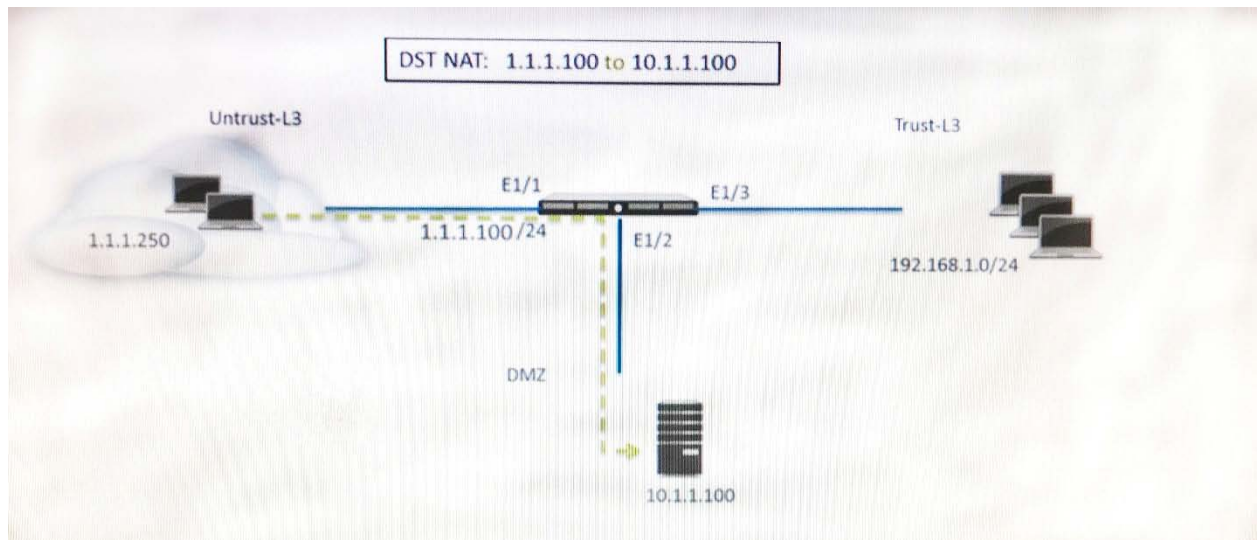 DST NAT: 1.1.1.100 to 10.1.1.100
Untrust-L3
Trust-L3
E1/1
E1/3
1.1.1.250
1.1.1.100/24
E1/2
192.168.1.0/24
DMZ
10.1.1.100